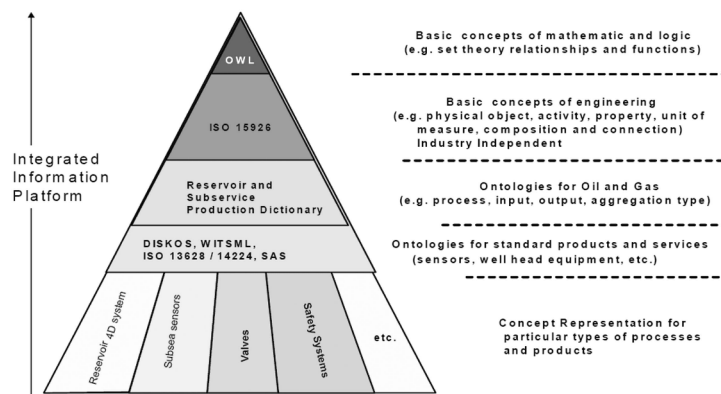 OWL
Basic concepts of mathematic and logic
(e.g. set theory relationships and functions)
ISO 15926
Basic concepts of engineering
(e.g. physical object, activity, property, unit of
measure, composition and connection)
Industry Independent
Integrated
Information
Platform
Reservoir and
Subservice
Production Dictionary
Ontologies for Oil and Gas
(e.g. process, input, output, aggregation type)
DISKOS, WITSML,
ISO 13628 / 14224, SAS
Ontologies for standard products and services
(sensors, well head equipment, etc.)
Reservoir 4D system
Subsea sensors
Valves
Safety Systems
etc.
Concept Representation for
particular types of processes
and products